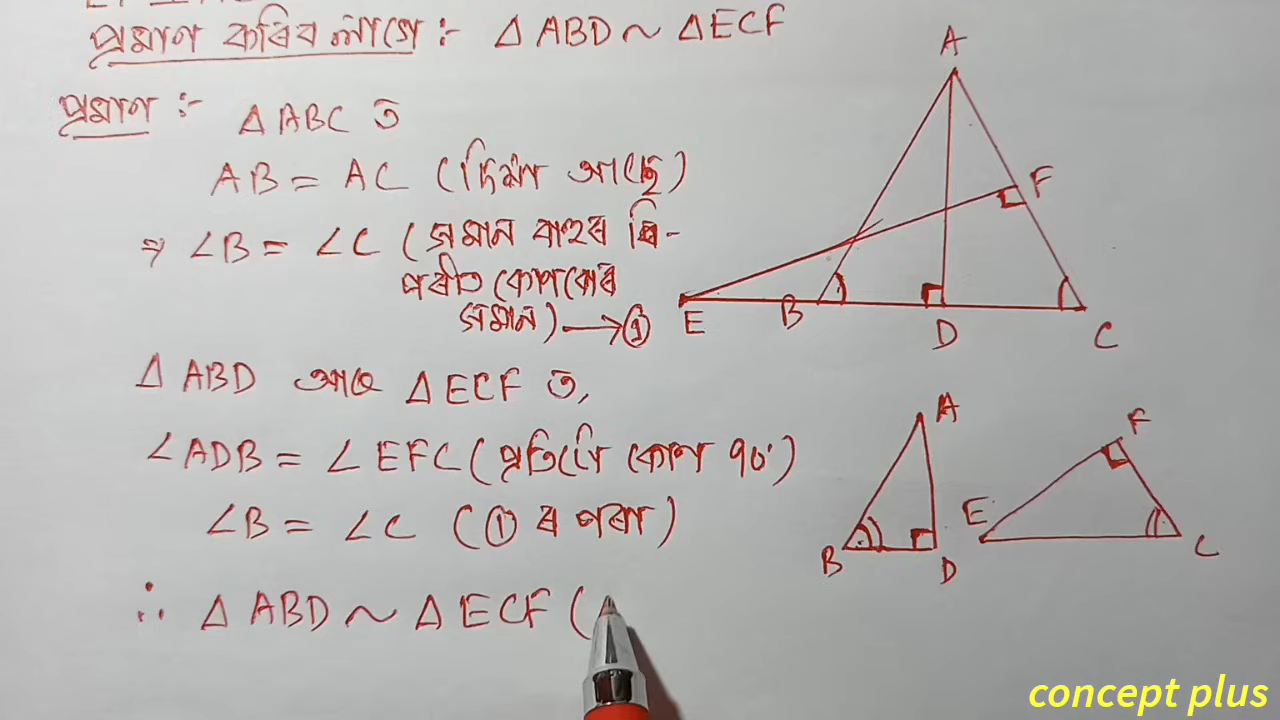 প্ৰমাণ কৰিব লাগে :- Δ ABD ~ Δ ECF
প্ৰমাণ :- Δ ABC ত
AB = AC (দিয়া আছে)
⇒ ∠B = ∠C (সমান বাহুৰ বি-
পৰীত কোণবোৰ
সমান) → ①
Δ ABD আৰু Δ ECF ত,
∠ADB = ∠EFC (প্ৰতিটোৱেই কোণ ৯০°)
∠B = ∠C (① ৰ পৰা)
∴ Δ ABD ~ Δ ECF (
A
F
E
B
D
C
A
B
D
F
E
C
concept plus